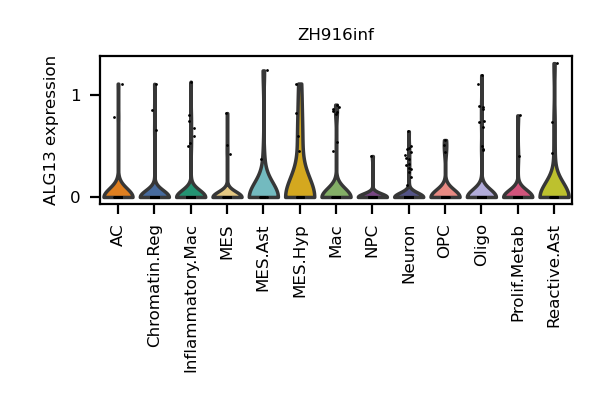 ZH916inf
ALG13 expression
1
0
AC
Chromatin.Reg
Inflammatory.Mac
MES
MES.Ast
MES.Hyp
Mac
NPC
Neuron
OPC
Oligo
Prolif.Metab
Reactive.Ast